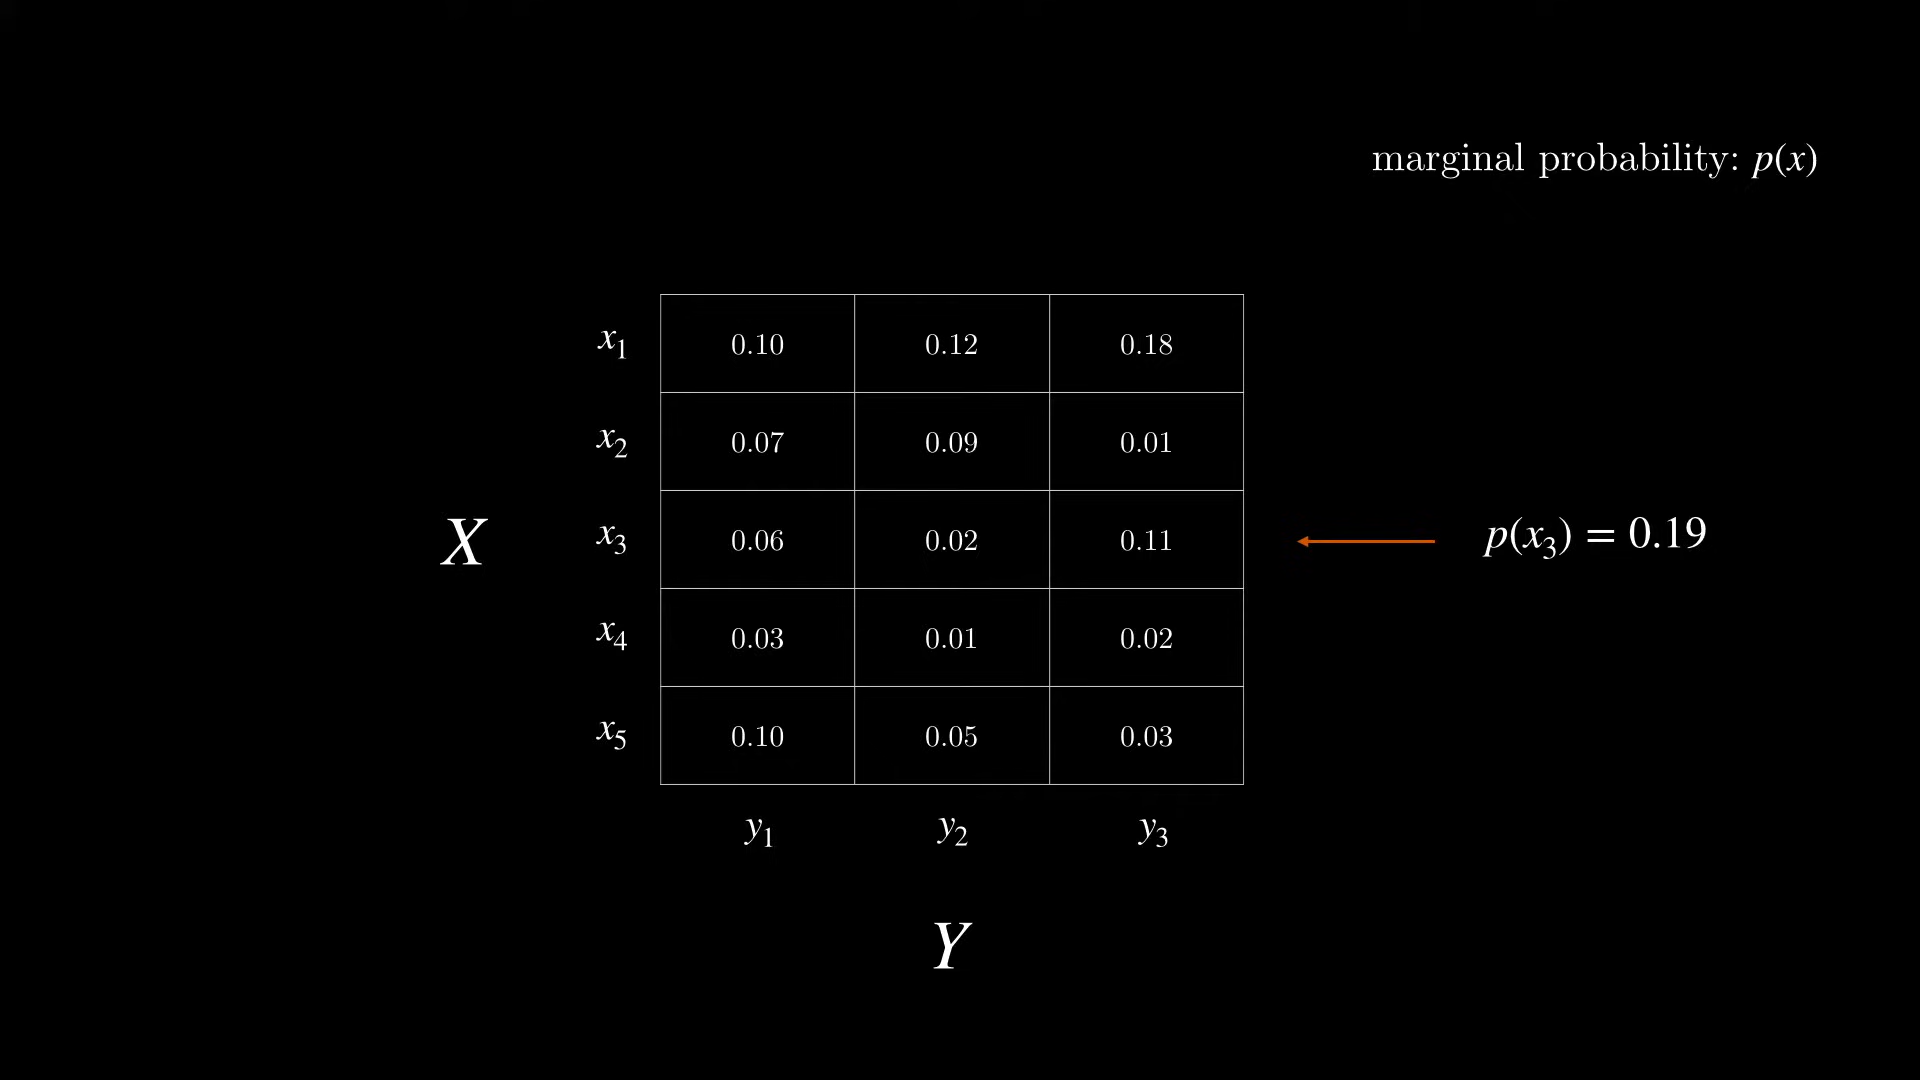 marginal probability: p(x)
x₁ 0.10 0.12 0.18
x₂ 0.07 0.09 0.01
X x₃ 0.06 0.02 0.11 p(x₃) = 0.19
x₄ 0.03 0.01 0.02
x₅ 0.10 0.05 0.03
y₁ y₂ y₃
Y